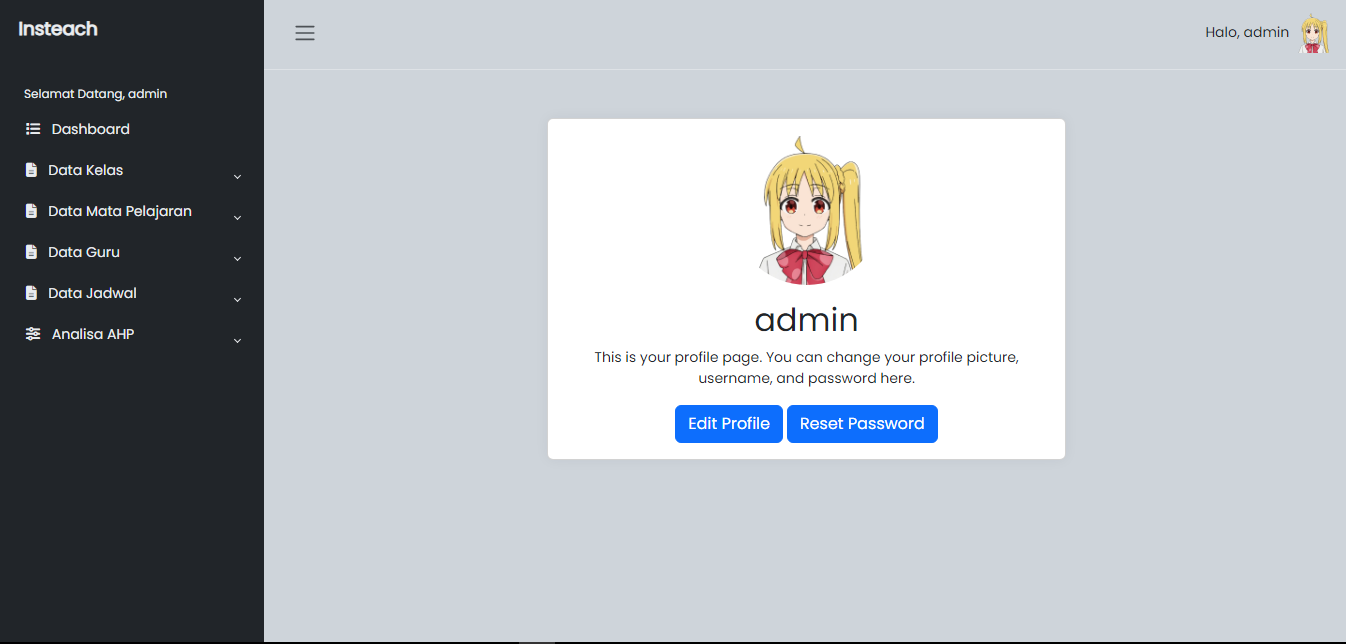 Insteach
Halo, admin
Selamat Datang, admin
Dashboard
Data Kelas
Data Mata Pelajaran
Data Guru
Data Jadwal
Analisa AHP
admin
This is your profile page. You can change your profile picture,
username, and password here.
Edit Profile
Reset Password